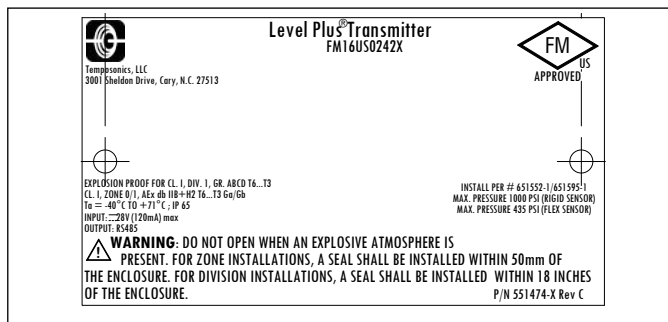 Level Plus® Transmitter
FM16US0242X
FM
US
APPROVED
Temposonics, LLC
3001 Sheldon Drive, Cary, N.C. 27513
EXPLOSION PROOF FOR CL. I, DIV. 1, GR. ABCD T6...T3
CL. I, ZONE 0/1, AEx db IIB+H2 T6...T3 Ga/Gb
Ta = -40°C TO +71°C ; IP 65
INPUT: ⎓28V (120mA) max
OUTPUT: RS485
INSTALL PER # 651552-1/651595-1
MAX. PRESSURE 1000 PSI (RIGID SENSOR)
MAX. PRESSURE 435 PSI (FLEX SENSOR)
WARNING: DO NOT OPEN WHEN AN EXPLOSIVE ATMOSPHERE IS
PRESENT. FOR ZONE INSTALLATIONS, A SEAL SHALL BE INSTALLED WITHIN 50mm OF
THE ENCLOSURE. FOR DIVISION INSTALLATIONS, A SEAL SHALL BE INSTALLED WITHIN 18 INCHES
OF THE ENCLOSURE.
P/N 551474-X Rev C